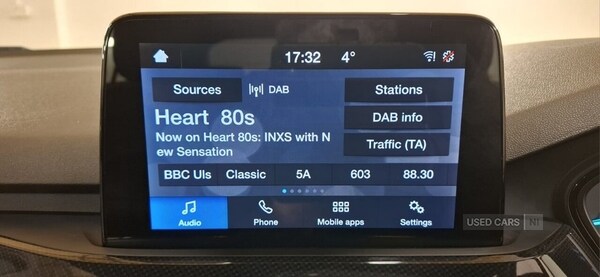 17:32 4°
Sources DAB Stations
Heart 80s
DAB info
Now on Heart 80s: INXS with N
ew Sensation
Traffic (TA)
BBC Uls Classic 5A 603 88.30
Audio Phone Mobile apps Settings
USED CARS NI